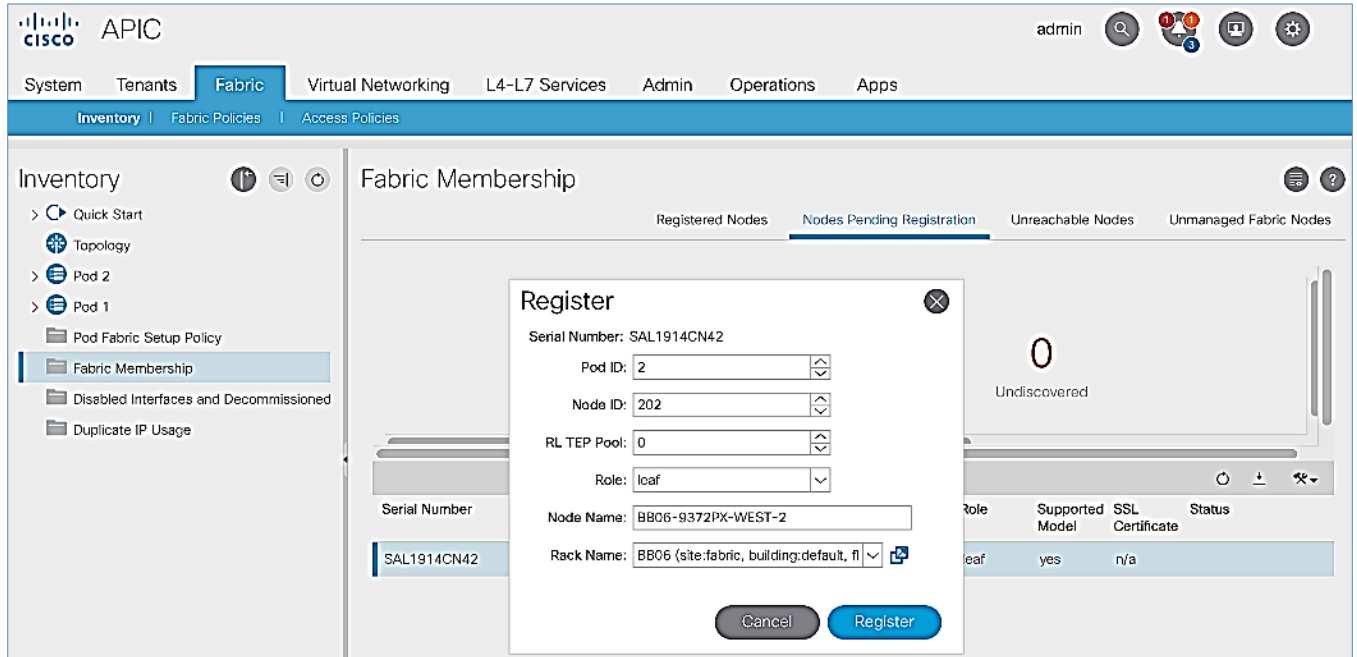 CISCO APIC
admin
1 1 3
System Tenants Fabric Virtual Networking L4-L7 Services Admin Operations Apps
Inventory | Fabric Policies | Access Policies
Inventory
Quick Start
Topology
Pod 2
Pod 1
Pod Fabric Setup Policy
Fabric Membership
Disabled Interfaces and Decommissioned
Duplicate IP Usage
Fabric Membership
Registered Nodes Nodes Pending Registration Unreachable Nodes Unmanaged Fabric Nodes
0
Undiscovered
Register
Serial Number: SAL1914CN42
Pod ID: 2
Node ID: 202
RL TEP Pool: 0
Role: leaf
Node Name: BB06-9372PX-WEST-2
Rack Name: BB06 (site:fabric, building:default, fl
Cancel Register
Serial Number Role Supported Model SSL Certificate Status
SAL1914CN42 leaf yes n/a